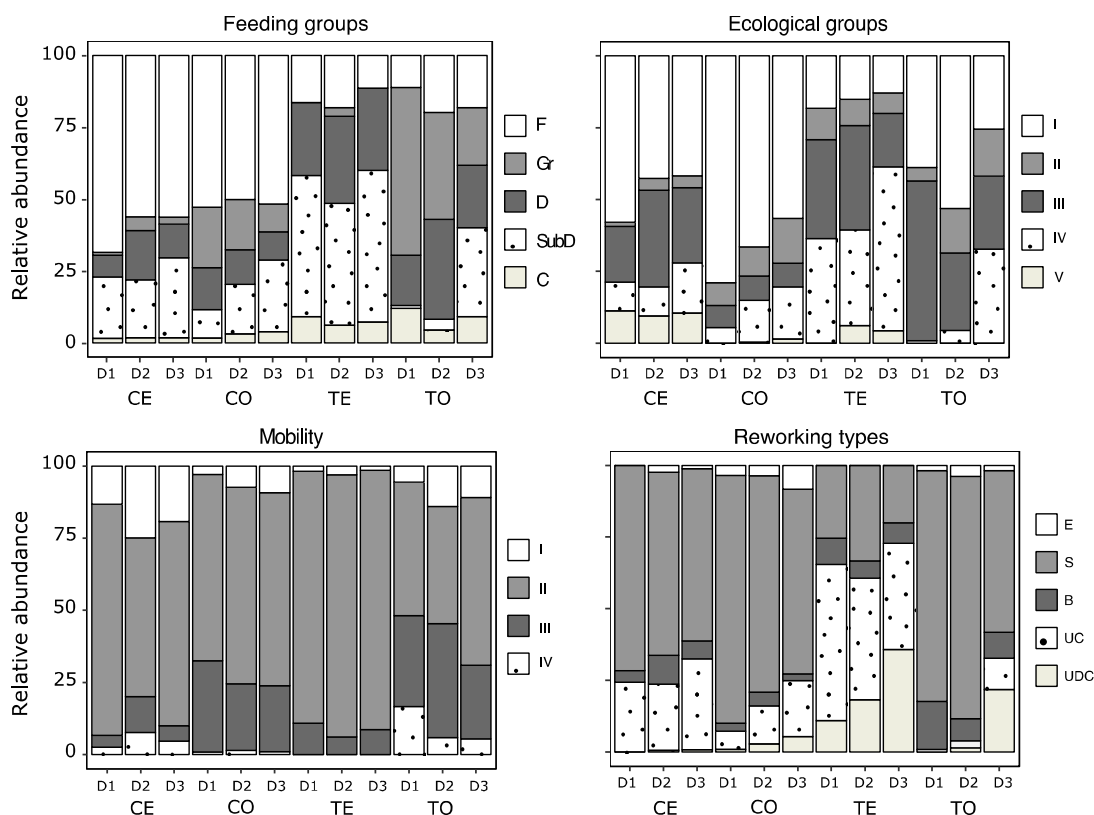 Feeding groups
Relative abundance
100
75
50
25
0
D1 D2 D3 D1 D2 D3 D1 D2 D3 D1 D2 D3
CE CO TE TO
F
Gr
D
SubD
C
Ecological groups
D1 D2 D3 D1 D2 D3 D1 D2 D3 D1 D2 D3
CE CO TE TO
I
II
III
IV
V
Mobility
Relative abundance
100
75
50
25
0
D1 D2 D3 D1 D2 D3 D1 D2 D3 D1 D2 D3
CE CO TE TO
I
II
III
IV
Reworking types
D1 D2 D3 D1 D2 D3 D1 D2 D3 D1 D2 D3
CE CO TE TO
E
S
B
UC
UDC